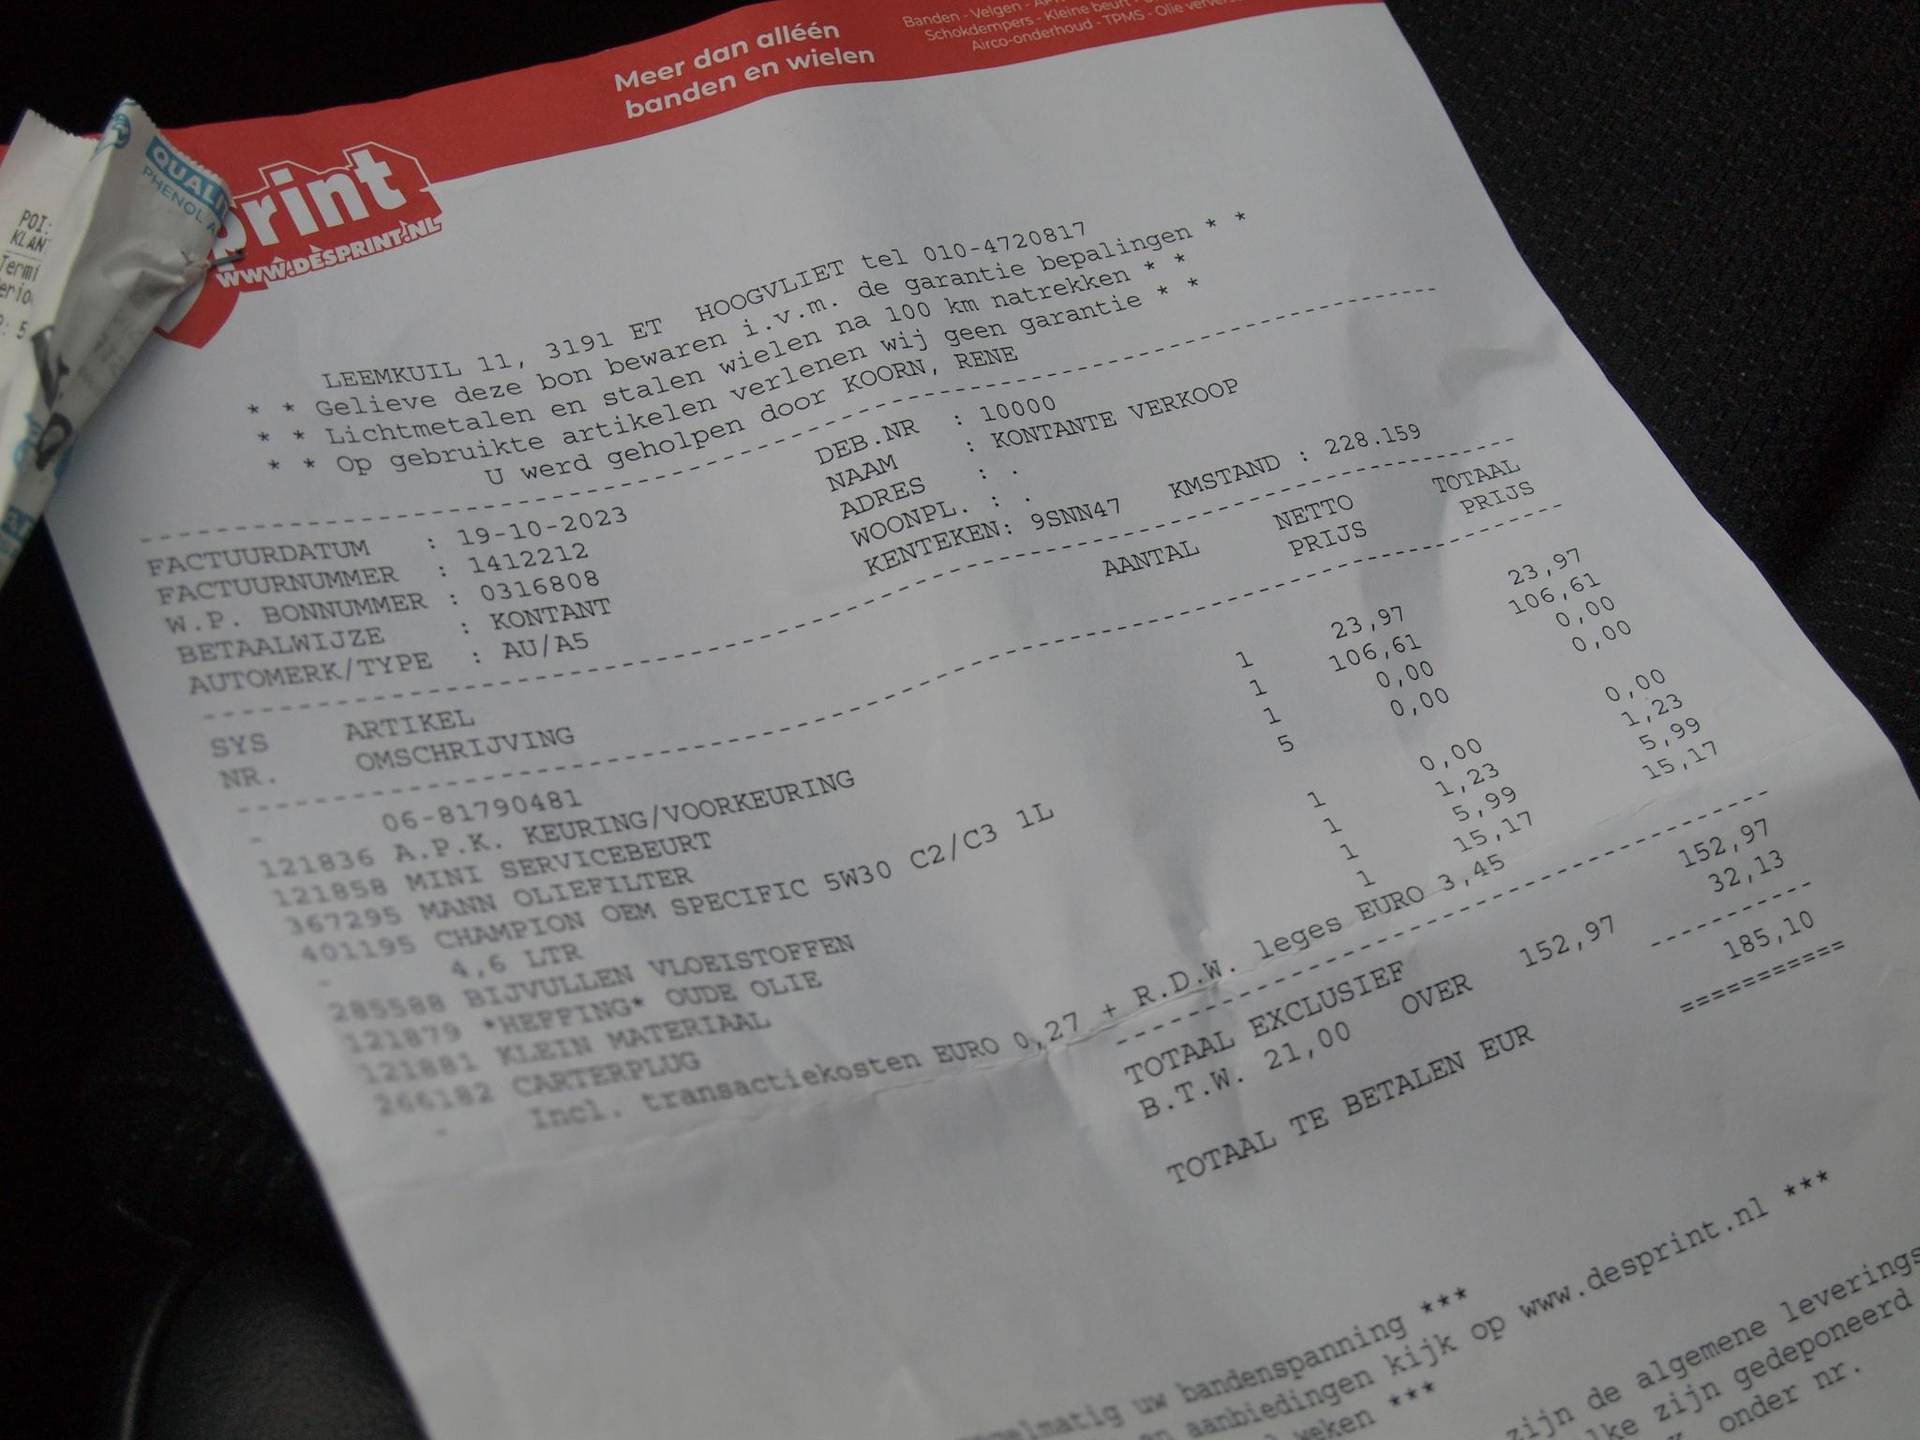 Meer dan alléén
banden en wielen
Banden - Velgen -
Schokdempers - Kleine beurt -
Airco-onderhoud - TPMS - Olie
print
WWW.DESPRINT.NL
QUALI
PHENOL
POI:
KLAN
Termi
LEEMKUIL 11, 3191 ET HOOGVLIET tel 010-4720817
* * Gelieve deze bon bewaren i.v.m. de garantie bepalingen * *
* * Lichtmetalen en stalen wielen na 100 km natrekken * *
* * Op gebruikte artikelen verlenen wij geen garantie * *
U werd geholpen door KOORN, RENE
FACTUURDATUM : 19-10-2023 DEB.NR : 10000
FACTUURNUMMER : 1412212 NAAM : KONTANTE VERKOOP
W.P. BONNUMMER : 0316808 ADRES : .
BETAALWIJZE : KONTANT WOONPL. : .
AUTOMERK/TYPE : AU/A5 KENTEKEN: 9SNN47 KMSTAND : 228.159
SYS ARTIKEL AANTAL NETTO TOTAAL
NR. OMSCHRIJVING PRIJS PRIJS
- 06-81790481
121836 A.P.K. KEURING/VOORKEURING 1 23,97 23,97
121858 MINI SERVICEBEURT 1 106,61 106,61
367295 MANN OLIEFILTER 1 0,00 0,00
401195 CHAMPION OEM SPECIFIC 5W30 C2/C3 1L 5 0,00 0,00
- 4,6 LTR
285588 BIJVULLEN VLOEISTOFFEN 1 0,00 0,00
121879 *HEFFING* OUDE OLIE 1 1,23 1,23
121881 KLEIN MATERIAAL 1 5,99 5,99
266182 CARTERPLUG 1 15,17 15,17
- Incl. transactiekosten EURO 0,27 + R.D.W. leges EURO 3,45
TOTAAL EXCLUSIEF 152,97
B.T.W. 21,00 OVER 152,97 32,13
TOTAAL TE BETALEN EUR 185,10
==========
uw bandenspanning ***
aanbiedingen kijk op www.desprint.nl ***
weken ***
zijn de algemene leverings
zijn gedeponeerd
onder nr.